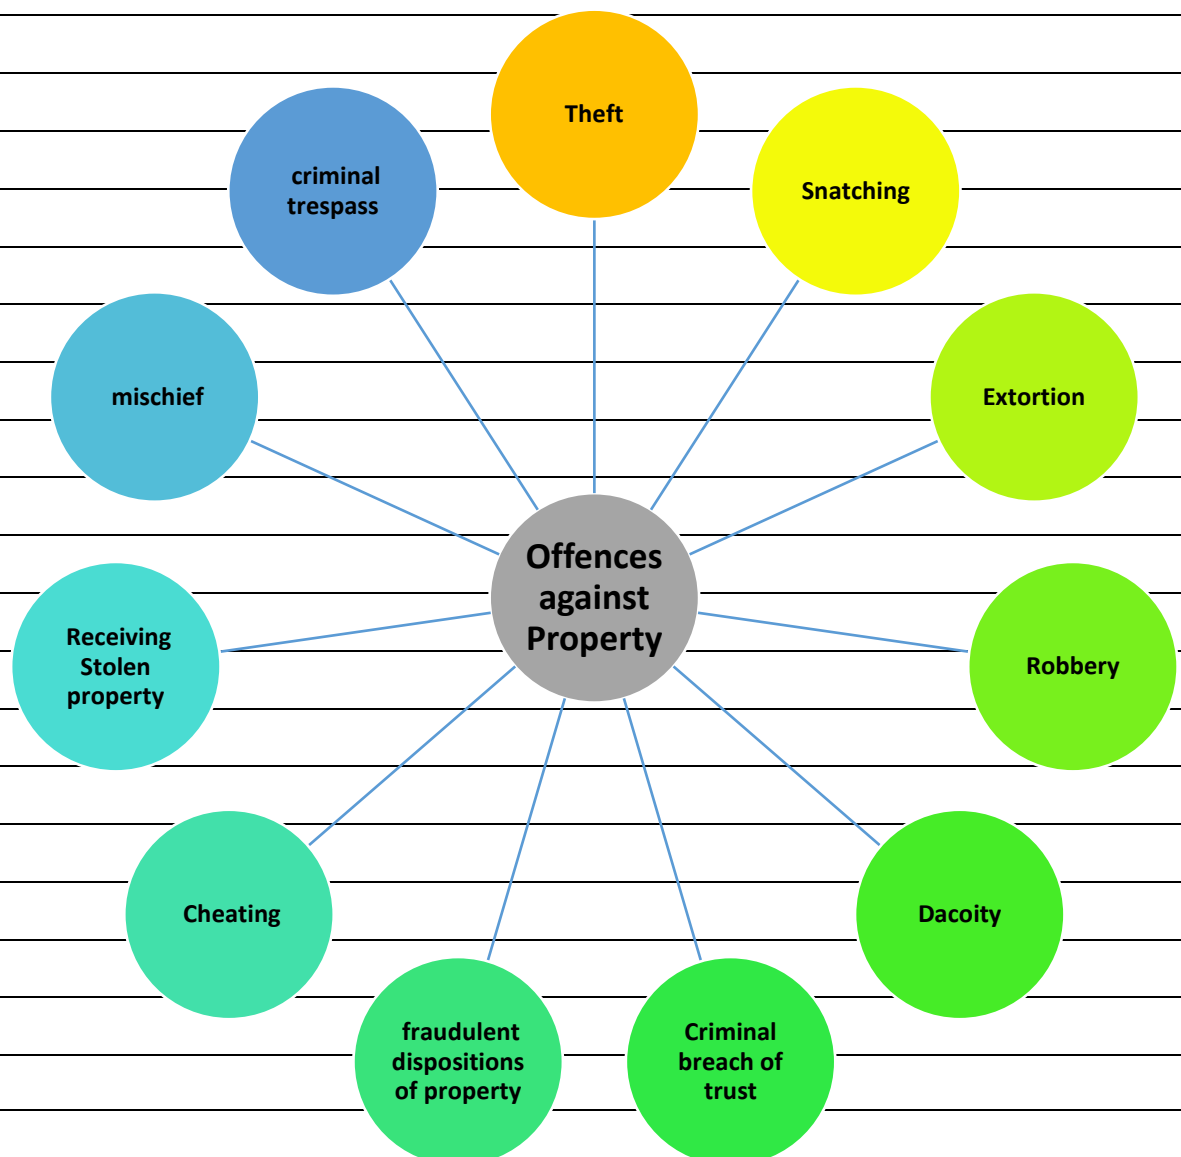 Theft
Snatching
Extortion
Robbery
Dacoity
Criminal
breach of
trust
fraudulent
dispositions
of property
Cheating
Receiving
Stolen
property
mischief
criminal
trespass
Offences
against
Property